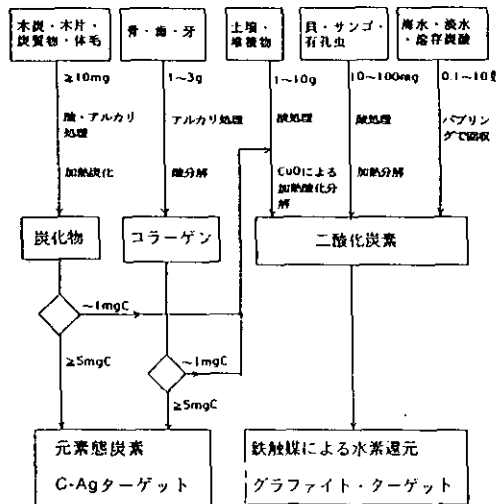 木炭・木片・
炭質物・体毛
骨・歯・牙
土壌・
堆積物
貝・サンゴ・
有孔虫
海水・淡水
・溶存炭酸
≧10mg
1~3g
1~10g
10~100mg
0.1~10
酸・アルカリ
処理
アルカリ処理
酸処理
酸処理
バブリン
グで回収
加熱炭化
酸分解
CuOによる
加熱酸化分
解
加熱分解
炭化物
コラーゲン
二酸化炭素
~1mgC
≧5mgC
~1mgC
≧5mgC
元素態炭素
C-Agターゲット
鉄触媒による水素還元
グラファイト・ターゲット